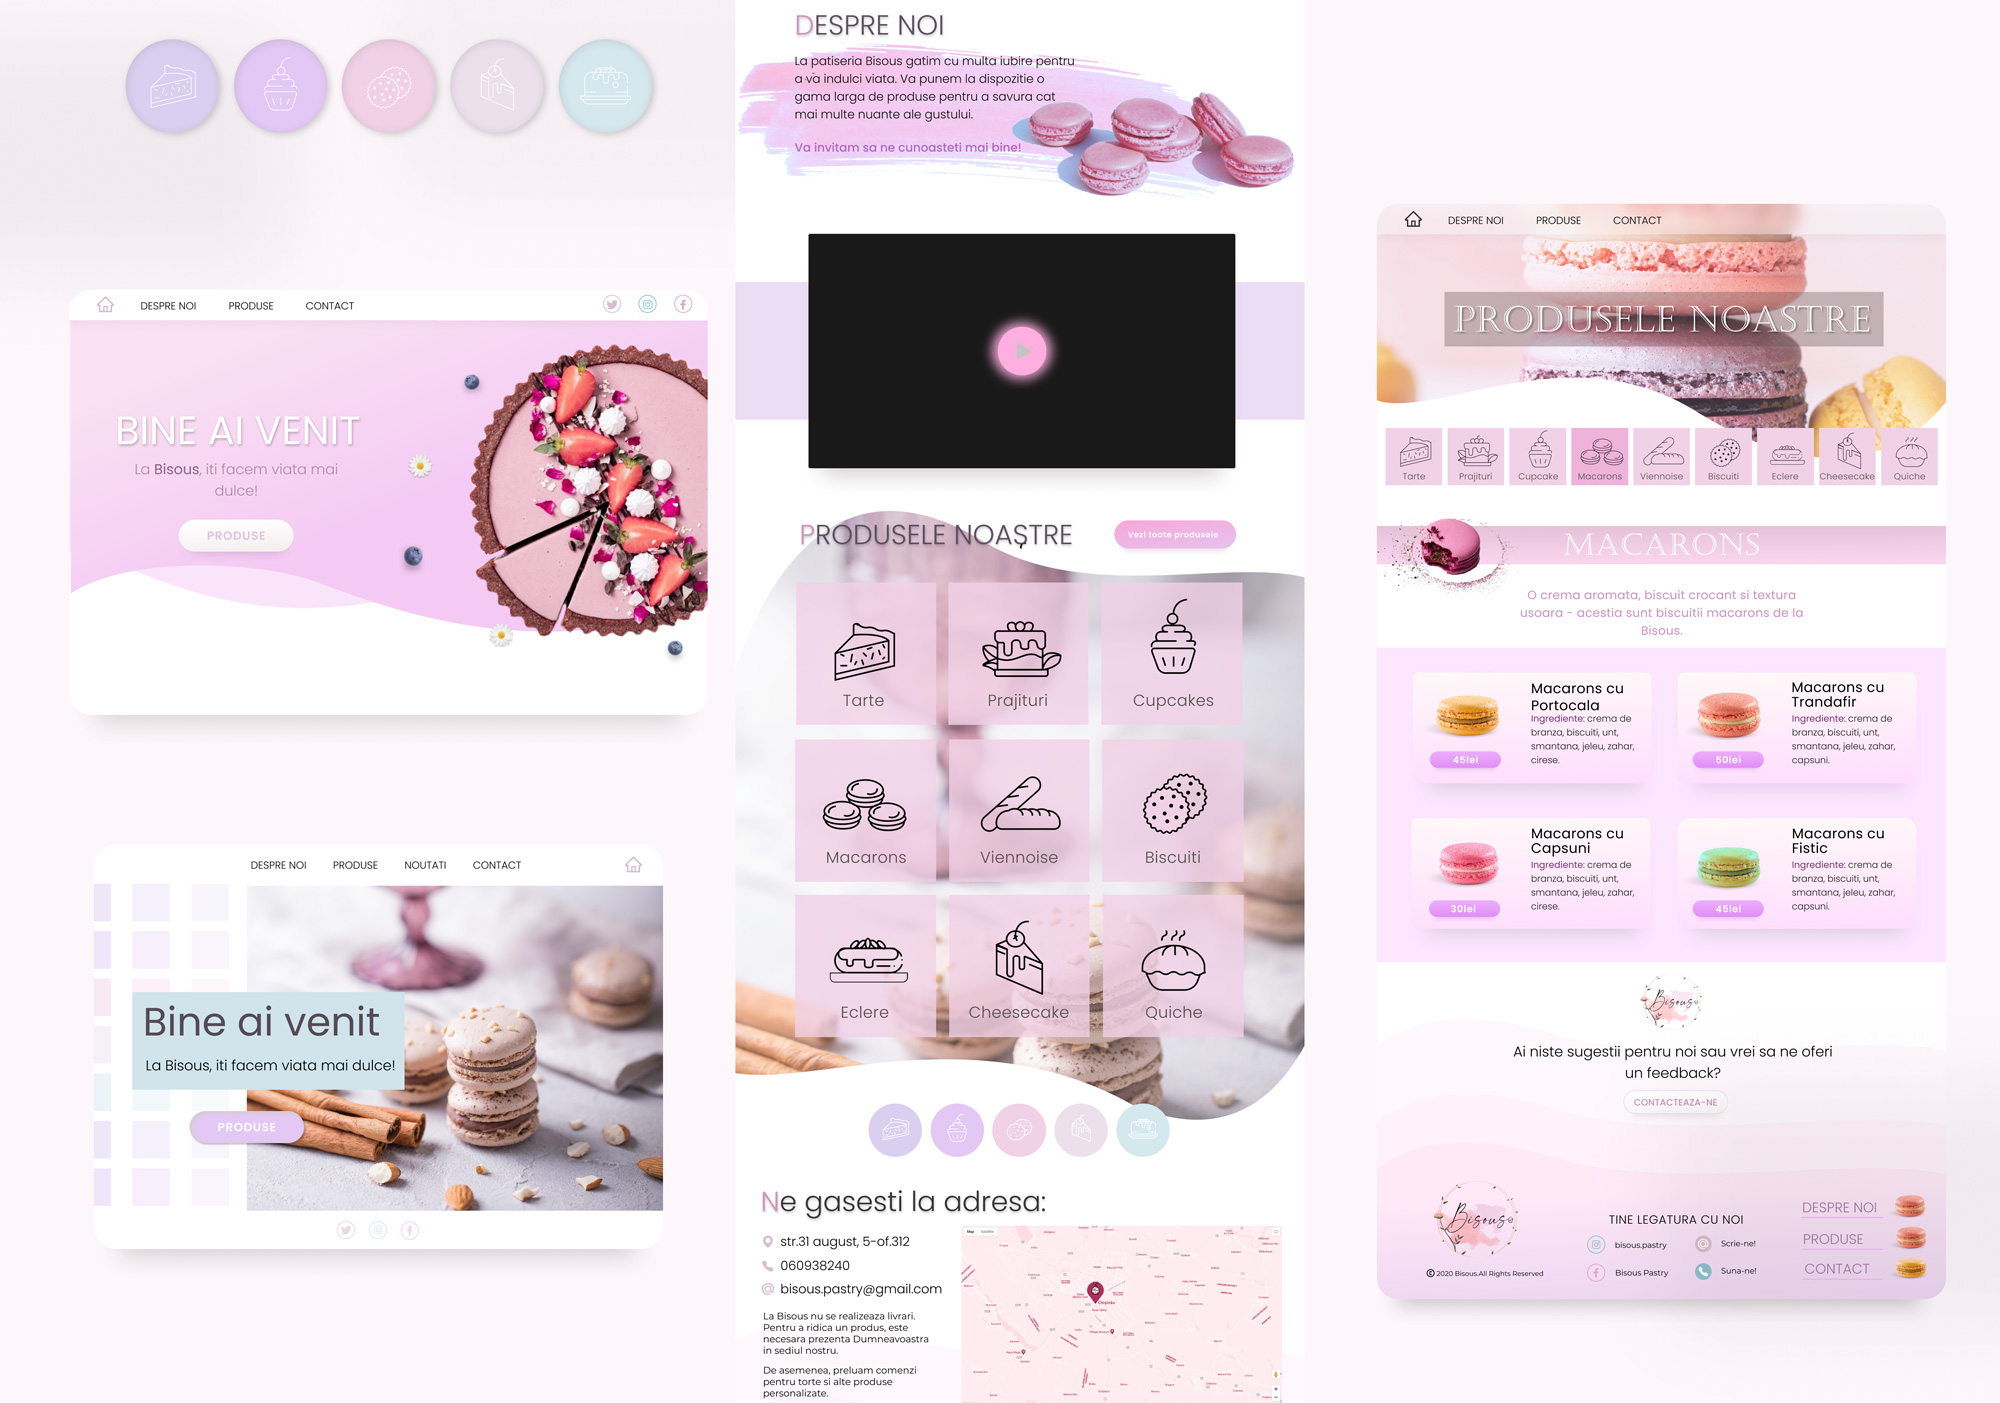 DESPRE NOI
PRODUSE
CONTACT
BINE AI VENIT
La Bisous, iti facem viata mai
dulce!
PRODUSE
DESPRE NOI
PRODUSE
NOUTATI
CONTACT
Bine ai venit
La Bisous, iti facem viata mai dulce!
PRODUSE
DESPRE NOI
La patiseria Bisous gatim cu multa iubire pentru
a va indulci viata. Va punem la dispozitie o
gama larga de produse pentru a savura cat
mai multe nuante ale gustului.
Va invitam sa ne cunoasteti mai bine!
PRODUSELE NOAȘTRE
Vezi toate produsele
Tarte
Prajituri
Cupcakes
Macarons
Viennoise
Biscuiti
Eclere
Cheesecake
Quiche
Ne gasesti la adresa:
str.31 august, 5-of.312
060938240
bisous.pastry@gmail.com
La Bisous nu se realizeaza livrari.
Pentru a ridica un produs, este
necesara prezenta Dumneavoastra
in sediul nostru.
De asemenea, preluam comenzi
pentru torte si alte produse
personalizate.
Map
DESPRE NOI
PRODUSE
CONTACT
PRODUSELE NOASTRE
Tarte
Prajituri
Cupcake
Macarons
Viennoise
Biscuiti
Eclere
Cheesecake
Quiche
MACARONS
O crema aromata, biscuit crocant si textura
usoara - acestia sunt biscuitii macarons de la
Bisous.
Macarons cu
Portocala
Ingrediente: crema de
branza, biscuiti, unt,
smantana, jeleu, zahar,
cirese.
45lei
Macarons cu
Trandafir
Ingrediente: crema de
branza, biscuiti, unt,
smantana, jeleu, zahar,
capsuni.
50lei
Macarons cu
Capsuni
Ingrediente: crema de
branza, biscuiti, unt,
smantana, jeleu, zahar,
cirese.
30lei
Macarons cu
Fistic
Ingrediente: crema de
branza, biscuiti, unt,
smantana, jeleu, zahar,
capsuni.
45lei
Bisous
Ai niste sugestii pentru noi sau vrei sa ne oferi
un feedback?
CONTACTEAZA-NE
Bisous
© 2020 Bisous.All Rights Reserved
TINE LEGATURA CU NOI
bisous.pastry
Scrie-ne!
Bisous Pastry
Suna-ne!
DESPRE NOI
PRODUSE
CONTACT